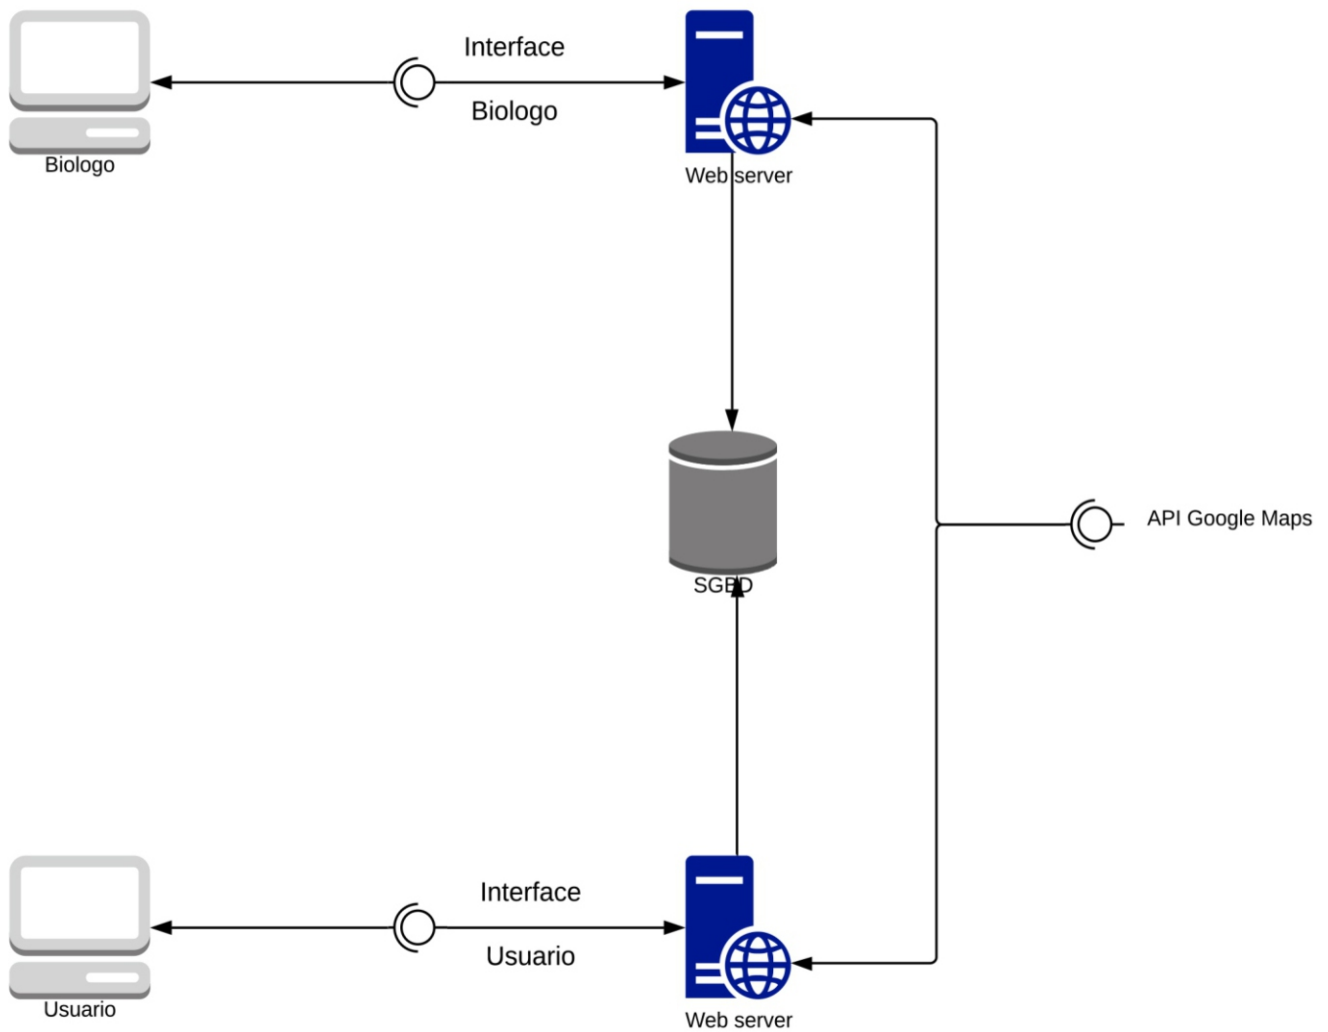 Interface
Biologo
Biologo
Web server
API Google Maps
SGBD
Interface
Usuario
Usuario
Web server